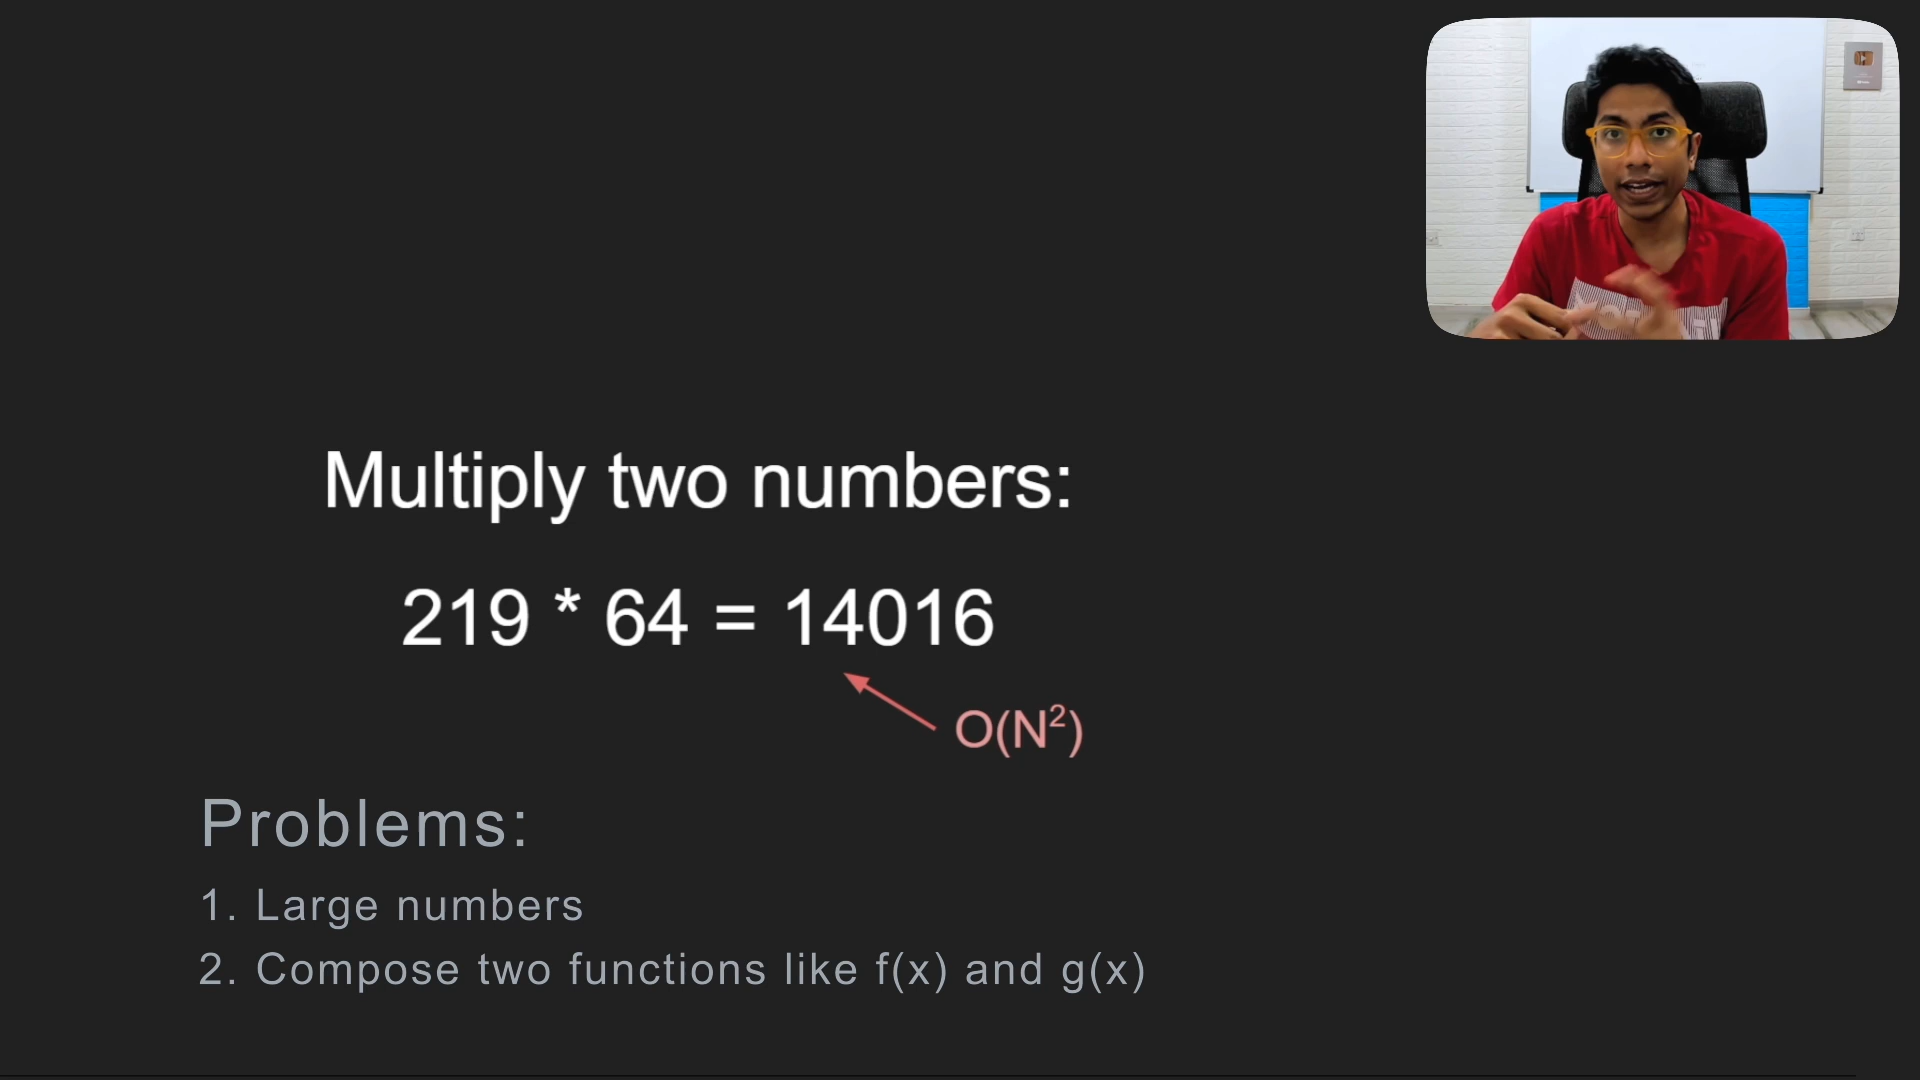 Multiply two numbers:
219 * 64 = 14016
O(N²)
Problems:
1. Large numbers
2. Compose two functions like f(x) and g(x)